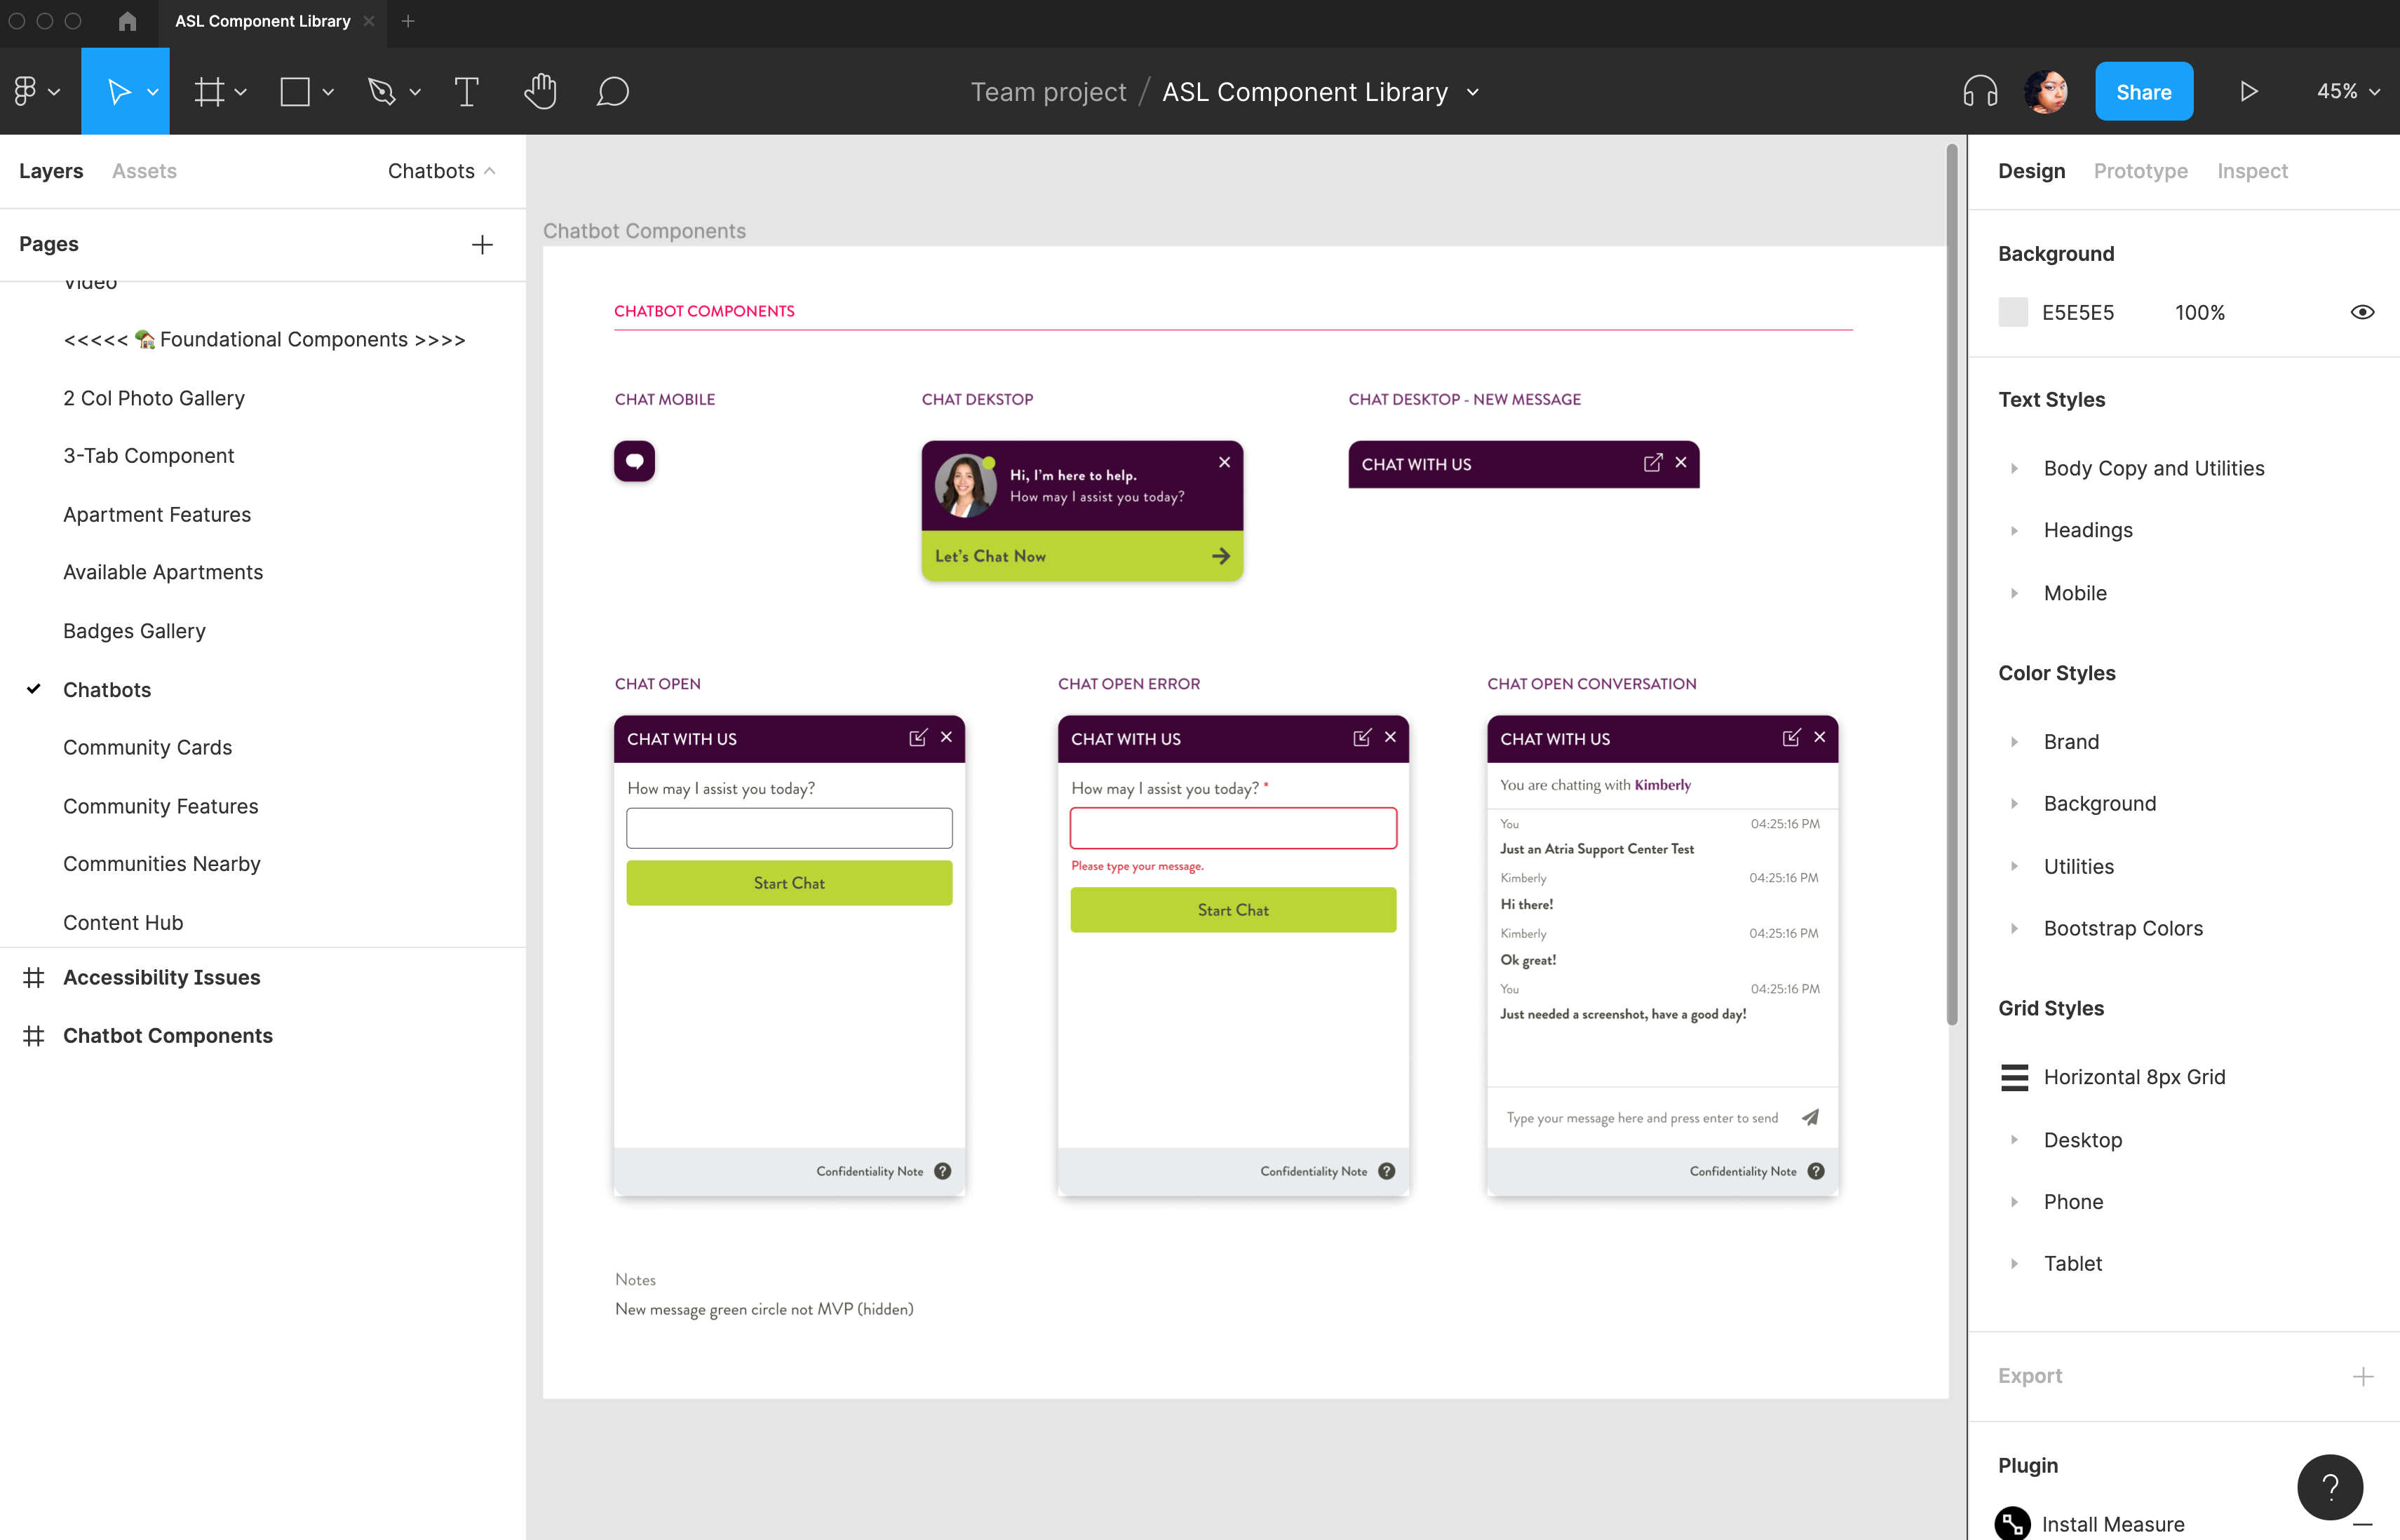 ASL Component Library
Team project / ASL Component Library
Share
45%
Layers
Assets
Chatbots
Pages
Video
<<<<< 🏡 Foundational Components >>>>
2 Col Photo Gallery
3-Tab Component
Apartment Features
Available Apartments
Badges Gallery
Chatbots
Community Cards
Community Features
Communities Nearby
Content Hub
Accessibility Issues
Chatbot Components
Chatbot Components
CHATBOT COMPONENTS
CHAT MOBILE
CHAT DEKSTOP
Hi, I'm here to help.
How may I assist you today?
Let's Chat Now
CHAT DESKTOP - NEW MESSAGE
CHAT WITH US
CHAT OPEN
CHAT WITH US
How may I assist you today?
Start Chat
Confidentiality Note ?
CHAT OPEN ERROR
CHAT WITH US
How may I assist you today? *
Please type your message.
Start Chat
Confidentiality Note ?
CHAT OPEN CONVERSATION
CHAT WITH US
You are chatting with Kimberly
You 04:25:16 PM
Just an Atria Support Center Test
Kimberly 04:25:16 PM
Hi there!
Kimberly 04:25:16 PM
Ok great!
You 04:25:16 PM
Just needed a screenshot, have a good day!
Type your message here and press enter to send
Confidentiality Note ?
Notes
New message green circle not MVP (hidden)
Design
Prototype
Inspect
Background
E5E5E5 100%
Text Styles
Body Copy and Utilities
Headings
Mobile
Color Styles
Brand
Background
Utilities
Bootstrap Colors
Grid Styles
Horizontal 8px Grid
Desktop
Phone
Tablet
Export
Plugin
Install Measure
?